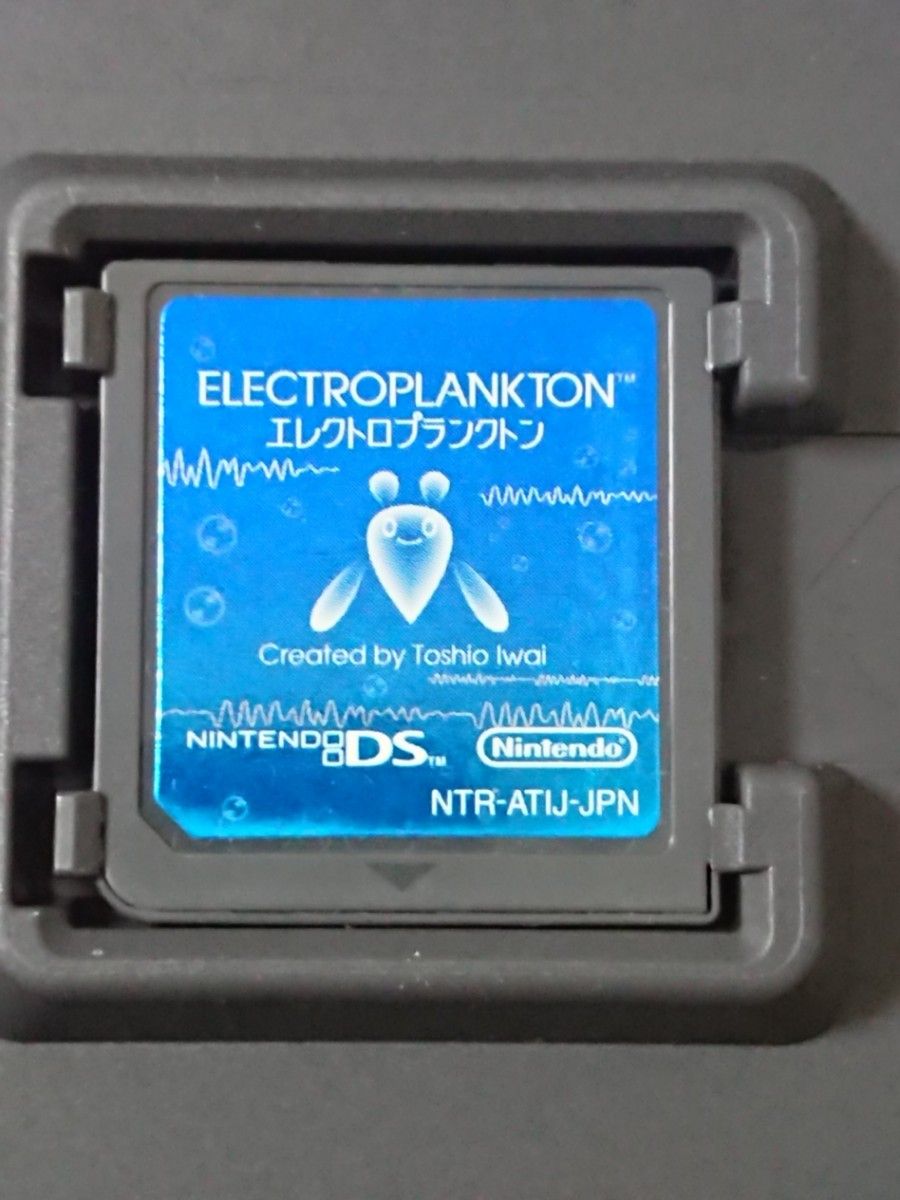 ELECTROPLANKTON™
エレクトロプランクトン
Created by Toshio Iwai
NINTENDO DS™ Nintendo
NTR-ATIJ-JPN